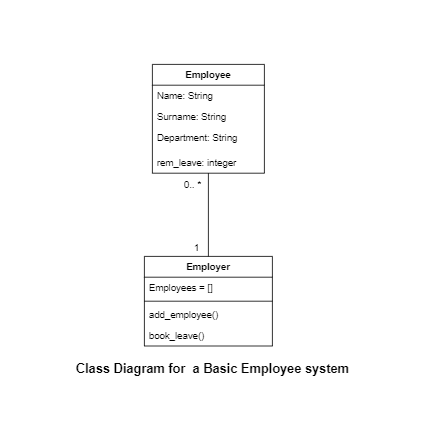 Employee
Name: String
Surname: String
Department: String
rem_leave: integer
0.. *
1
Employer
Employees = []
add_employee()
book_leave()
Class Diagram for a Basic Employee system